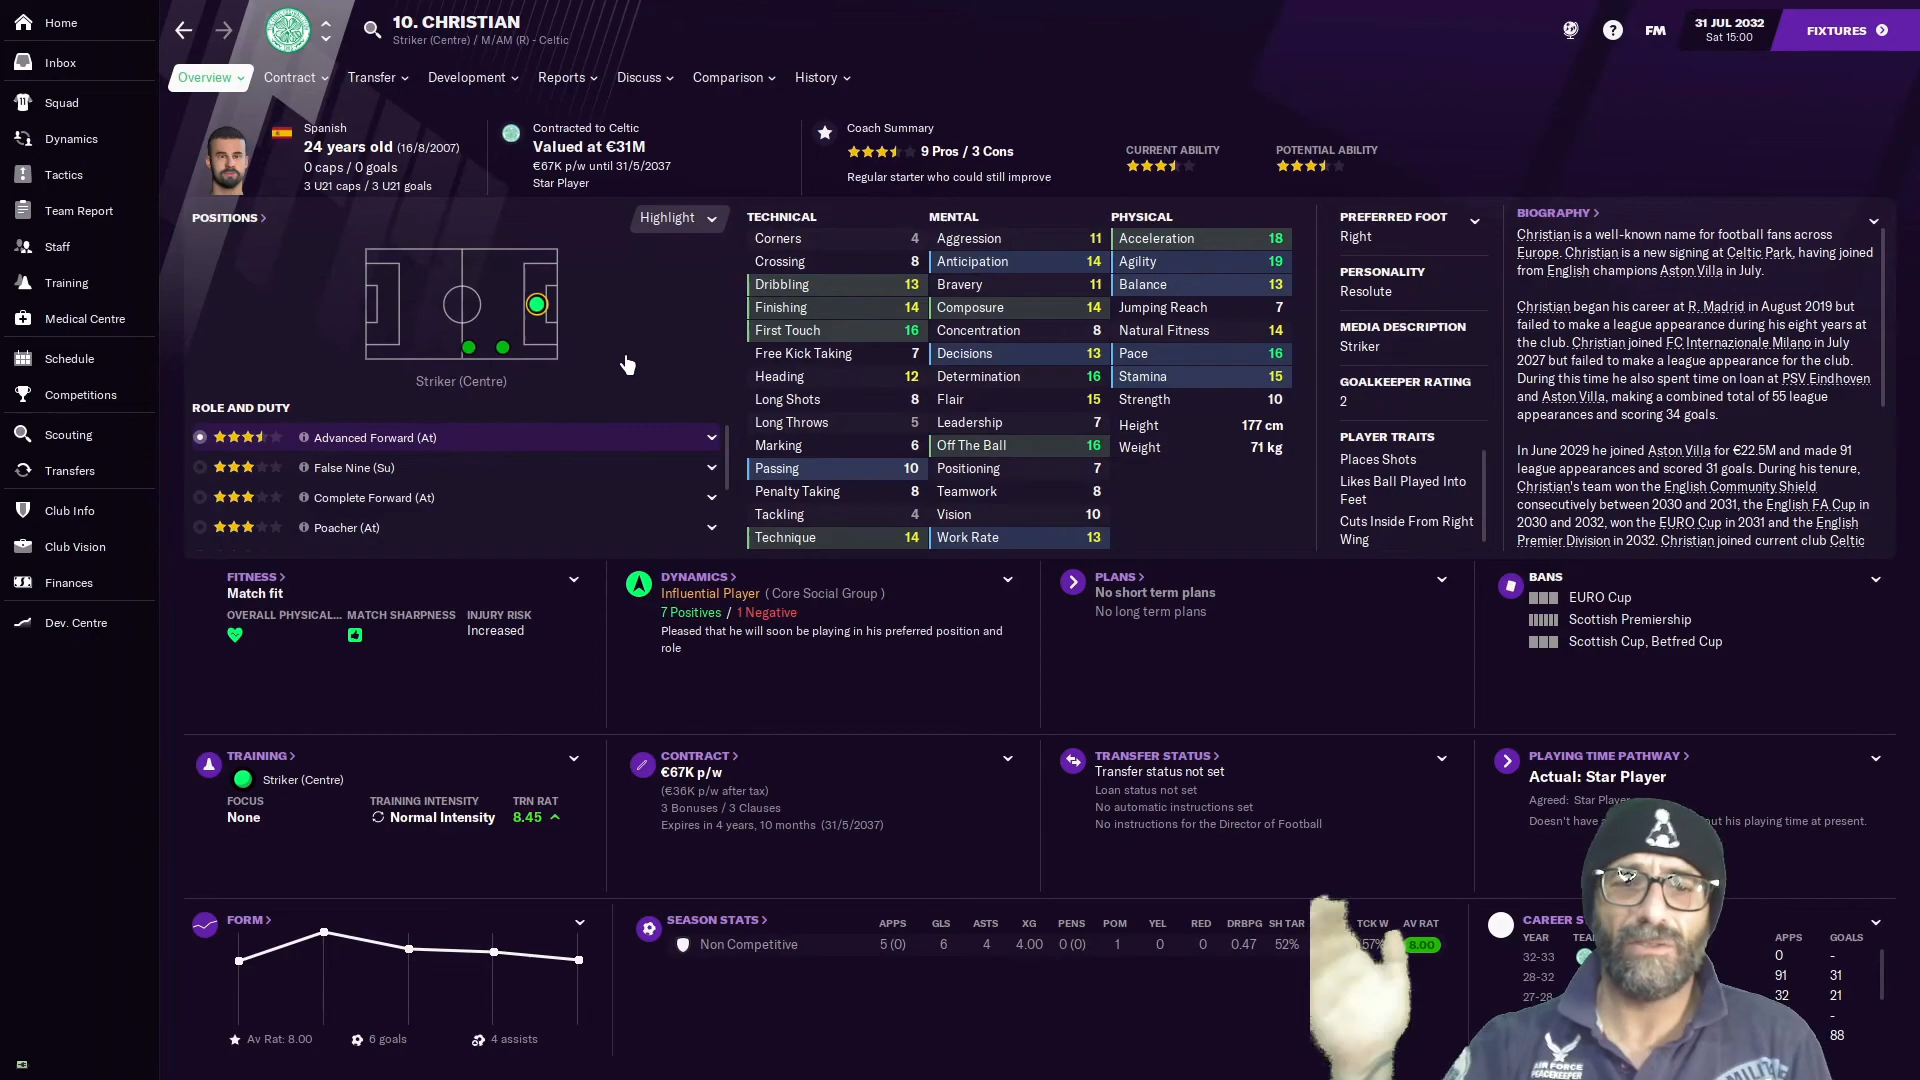 Home
Inbox
Squad
Dynamics
Tactics
Team Report
Staff
Training
Medical Centre
Schedule
Competitions
Scouting
Transfers
Club Info
Club Vision
Finances
Dev. Centre
10. CHRISTIAN
Striker (Centre) / M/AM (R) - Celtic
FM
31 JUL 2032
Sat 15:00
FIXTURES
Overview Contract Transfer Development Reports Discuss Comparison History
Spanish
24 years old (16/8/2007)
0 caps / 0 goals
3 U21 caps / 3 U21 goals
Contracted to Celtic
Valued at €31M
€67K p/w until 31/5/2037
Star Player
Coach Summary
9 Pros / 3 Cons
Regular starter who could still improve
CURRENT ABILITY
POTENTIAL ABILITY
POSITIONS
Highlight
Striker (Centre)
ROLE AND DUTY
Advanced Forward (At)
False Nine (Su)
Complete Forward (At)
Poacher (At)
TECHNICAL
Corners 4
Crossing 8
Dribbling 13
Finishing 14
First Touch 16
Free Kick Taking 7
Heading 12
Long Shots 8
Long Throws 5
Marking 6
Passing 10
Penalty Taking 8
Tackling 4
Technique 14
MENTAL
Aggression 11
Anticipation 14
Bravery 11
Composure 14
Concentration 8
Decisions 13
Determination 16
Flair 15
Leadership 7
Off The Ball 16
Positioning 7
Teamwork 8
Vision 10
Work Rate 13
PHYSICAL
Acceleration 18
Agility 19
Balance 13
Jumping Reach 7
Natural Fitness 14
Pace 16
Stamina 15
Strength 10
Height 177 cm
Weight 71 kg
PREFERRED FOOT
Right
PERSONALITY
Resolute
MEDIA DESCRIPTION
Striker
GOALKEEPER RATING
2
PLAYER TRAITS
Places Shots
Likes Ball Played Into
Feet
Cuts Inside From Right
Wing
BIOGRAPHY
Christian is a well-known name for football fans across
Europe. Christian is a new signing at Celtic Park, having joined
from English champions Aston Villa in July.
Christian began his career at R. Madrid in August 2019 but
failed to make a league appearance during his eight years at
the club. Christian joined FC Internazionale Milano in July
2027 but failed to make a league appearance for the club.
During this time he also spent time on loan at PSV Eindhoven
and Aston Villa, making a combined total of 55 league
appearances and scoring 34 goals.
In June 2029 he joined Aston Villa for €22.5M and made 91
league appearances and scored 31 goals. During his tenure,
Christian's team won the English Community Shield
consecutively between 2030 and 2031, the English FA Cup in
2030 and 2032, won the EURO Cup in 2031 and the English
Premier Division in 2032. Christian joined current club Celtic
FITNESS
Match fit
OVERALL PHYSICAL... MATCH SHARPNESS INJURY RISK
Increased
DYNAMICS
Influential Player ( Core Social Group )
7 Positives / 1 Negative
Pleased that he will soon be playing in his preferred position and
role
PLANS
No short term plans
No long term plans
BANS
EURO Cup
Scottish Premiership
Scottish Cup, Betfred Cup
TRAINING
Striker (Centre)
FOCUS TRAINING INTENSITY TRN RAT
None Normal Intensity 8.45
CONTRACT
€67K p/w
(€36K p/w after tax)
3 Bonuses / 3 Clauses
Expires in 4 years, 10 months (31/5/2037)
TRANSFER STATUS
Transfer status not set
Loan status not set
No automatic instructions set
No instructions for the Director of Football
PLAYING TIME PATHWAY
Actual: Star Player
Agreed: Star Player
Doesn't have his playing time at present.
FORM
Av Rat: 8.00 6 goals 4 assists
SEASON STATS APPS GLS ASTS XG PENS POM YEL RED DRBPG SH TAR TCK W AV RAT
Non Competitive 5 (0) 6 4 4.00 0 (0) 1 0 0 0.47 52% 57% 8.00
CAREER S
YEAR APPS GOALS
32-33 0 -
28-32 91 31
27-28 32 21
-
88
AIR FORCE